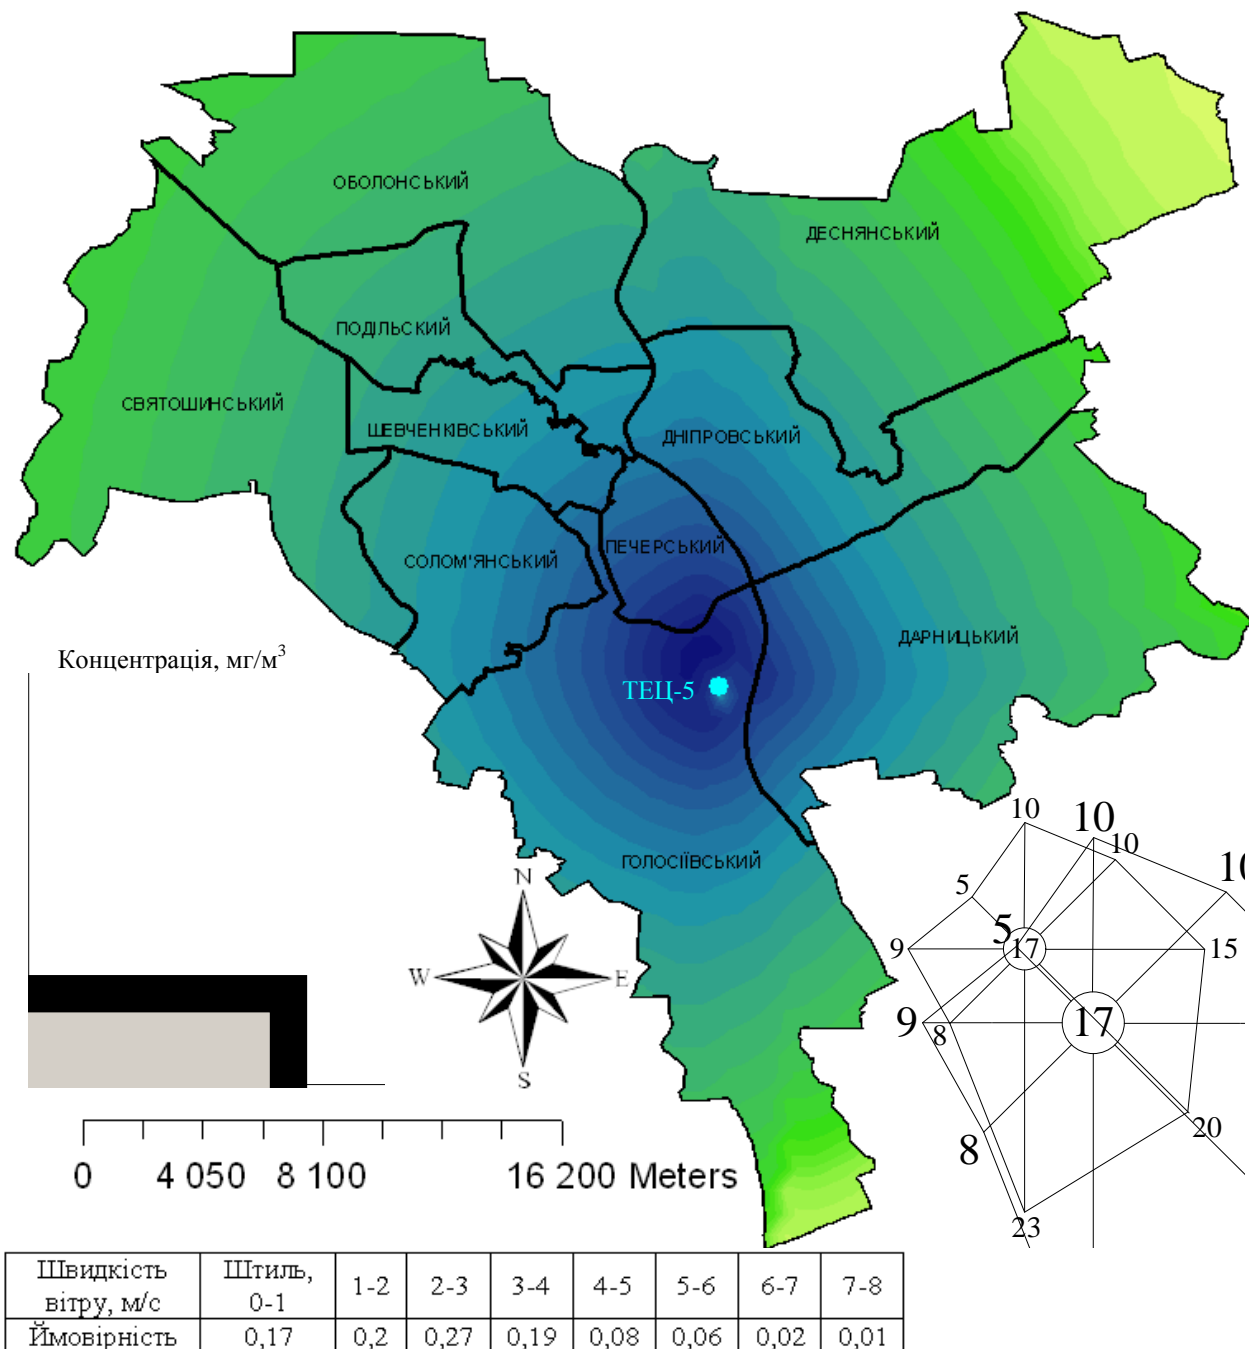 ОБОЛОНСЬКИЙ
ДЕСНЯНСЬКИЙ
ПОДІЛЬСКИЙ
СВЯТОШИНСЬКИЙ
ШЕВЧЕНКІВСЬКИЙ
ДНІПРОВСЬКИЙ
СОЛОМ'ЯНСЬКИЙ
ПЕЧЕРСЬКИЙ
ДАРНИЦЬКИЙ
Концентрація, мг/м³
ТЕЦ-5
ГОЛОСІЇВСЬКИЙ
N
W
E
S
10
10
10
10
5
5
9
17
15
9
8
17
8
20
23
0 4 050 8 100 16 200 Meters
Швидкість вітру, м/с Штиль, 0-1 1-2 2-3 3-4 4-5 5-6 6-7 7-8
Ймовірність 0,17 0,2 0,27 0,19 0,08 0,06 0,02 0,01